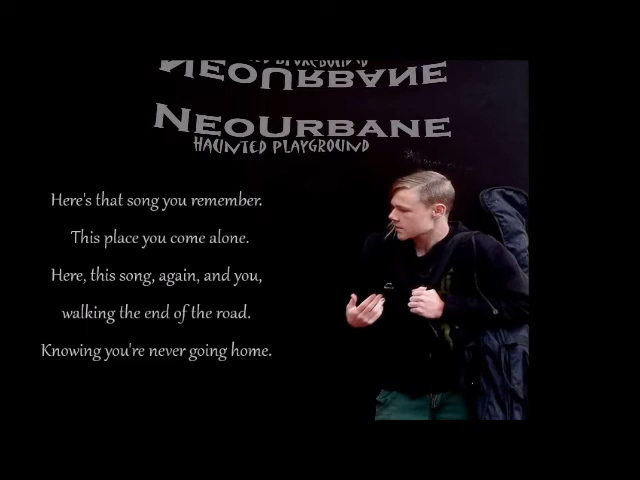 NEOURBANE
NEOURBANE
HAUNTED PLAYGROUND
Here's that song you remember.
This place you come alone.
Here, this song, again, and you,
walking the end of the road.
Knowing you're never going home.